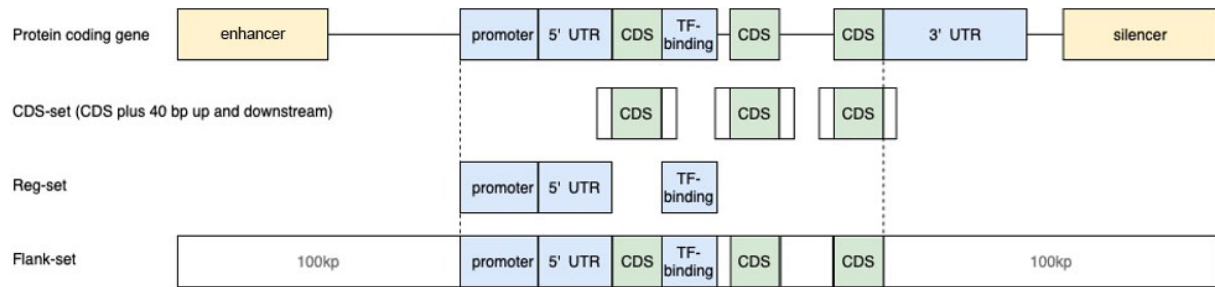 Protein coding gene
enhancer
promoter
5' UTR
CDS
TF-
binding
CDS
CDS
3' UTR
silencer
CDS-set (CDS plus 40 bp up and downstream)
CDS
CDS
CDS
Reg-set
promoter
5' UTR
TF-
binding
Flank-set
100kp
promoter
5' UTR
CDS
TF-
binding
CDS
CDS
100kp